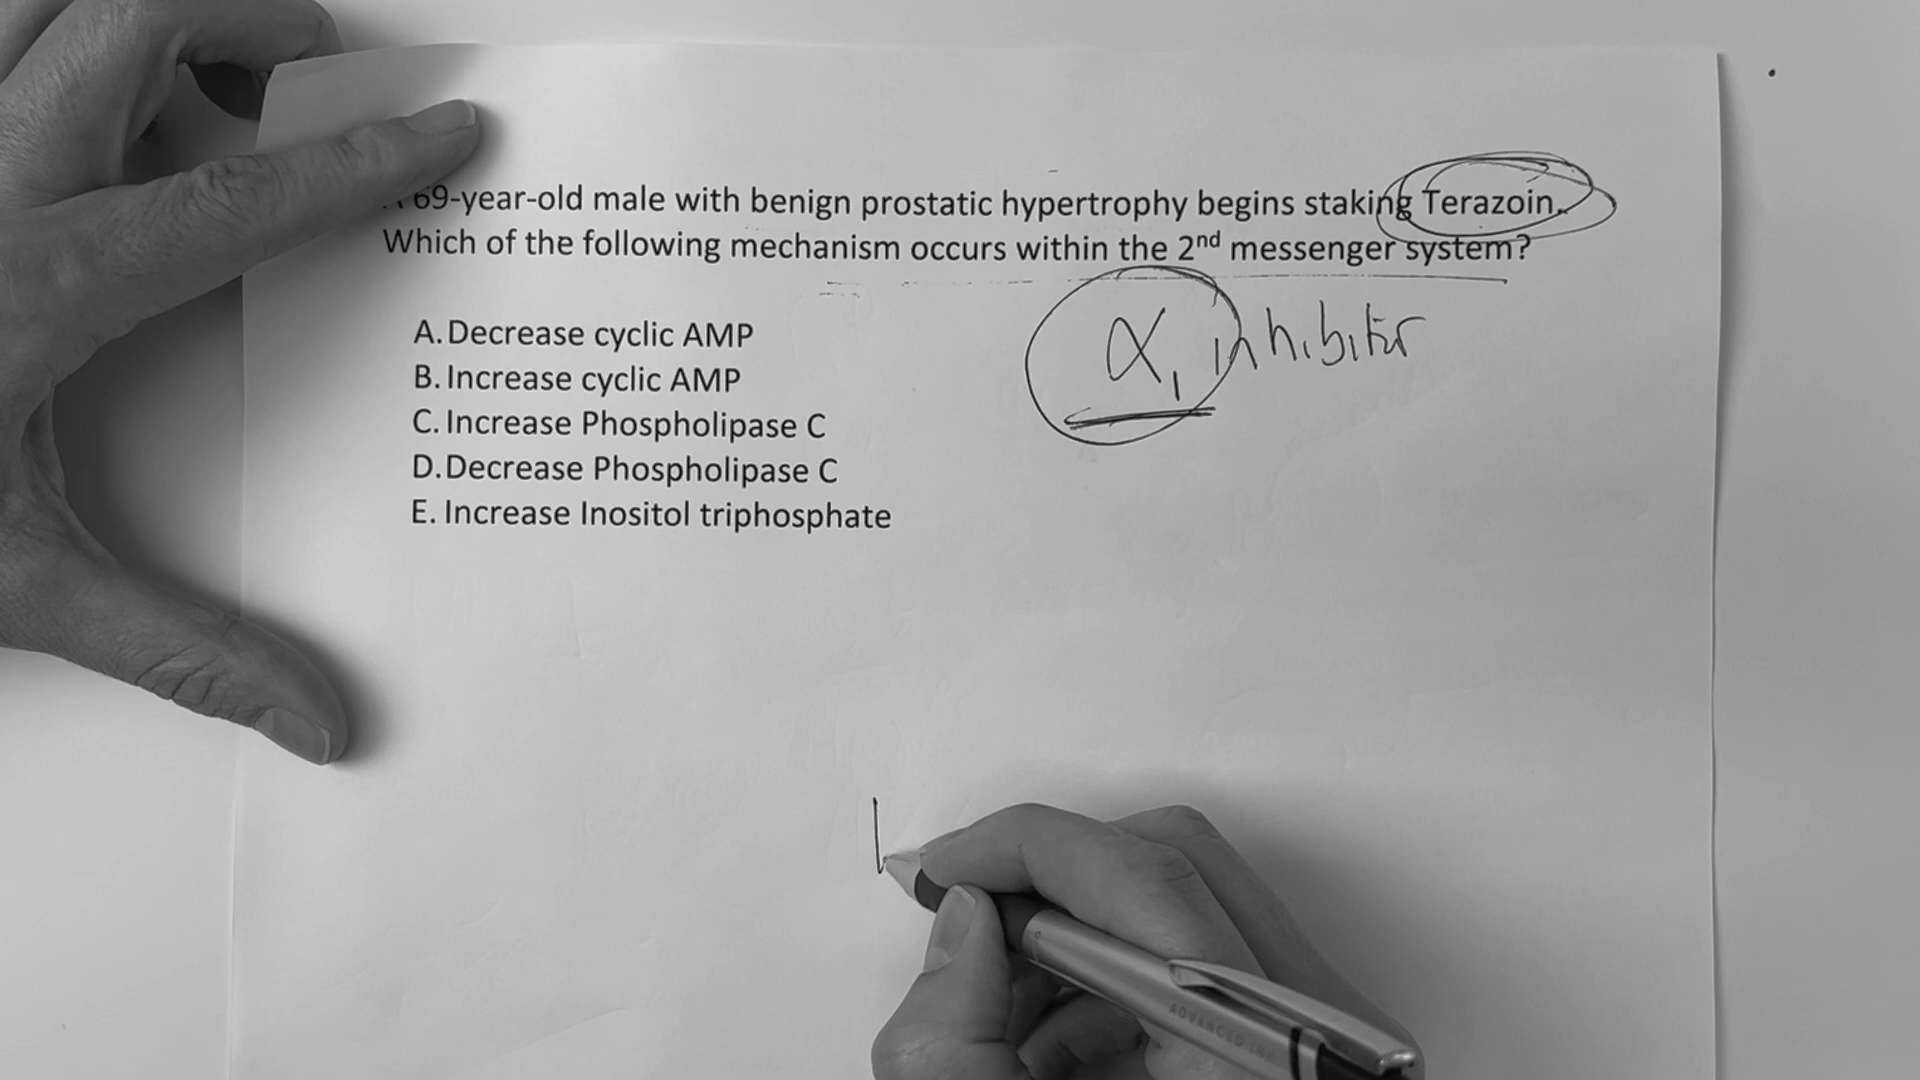 69-year-old male with benign prostatic hypertrophy begins staking Terazoin.
Which of the following mechanism occurs within the 2nd messenger system?
α1 inhibitor
A. Decrease cyclic AMP
B. Increase cyclic AMP
C. Increase Phospholipase C
D. Decrease Phospholipase C
E. Increase Inositol triphosphate